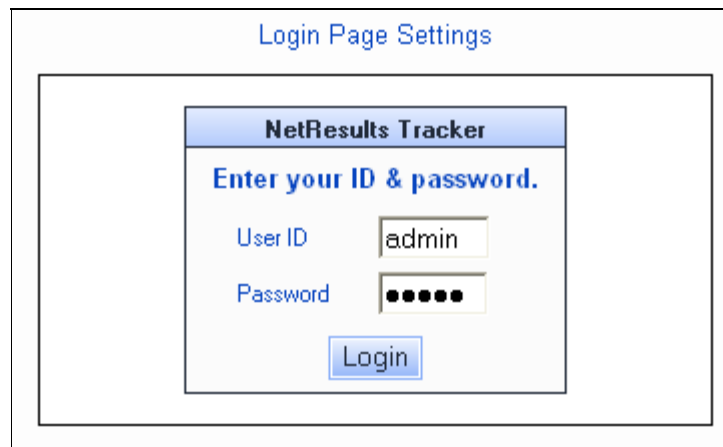 Login Page Settings
NetResults Tracker
Enter your ID & password.
User ID admin
Password ●●●●●
Login